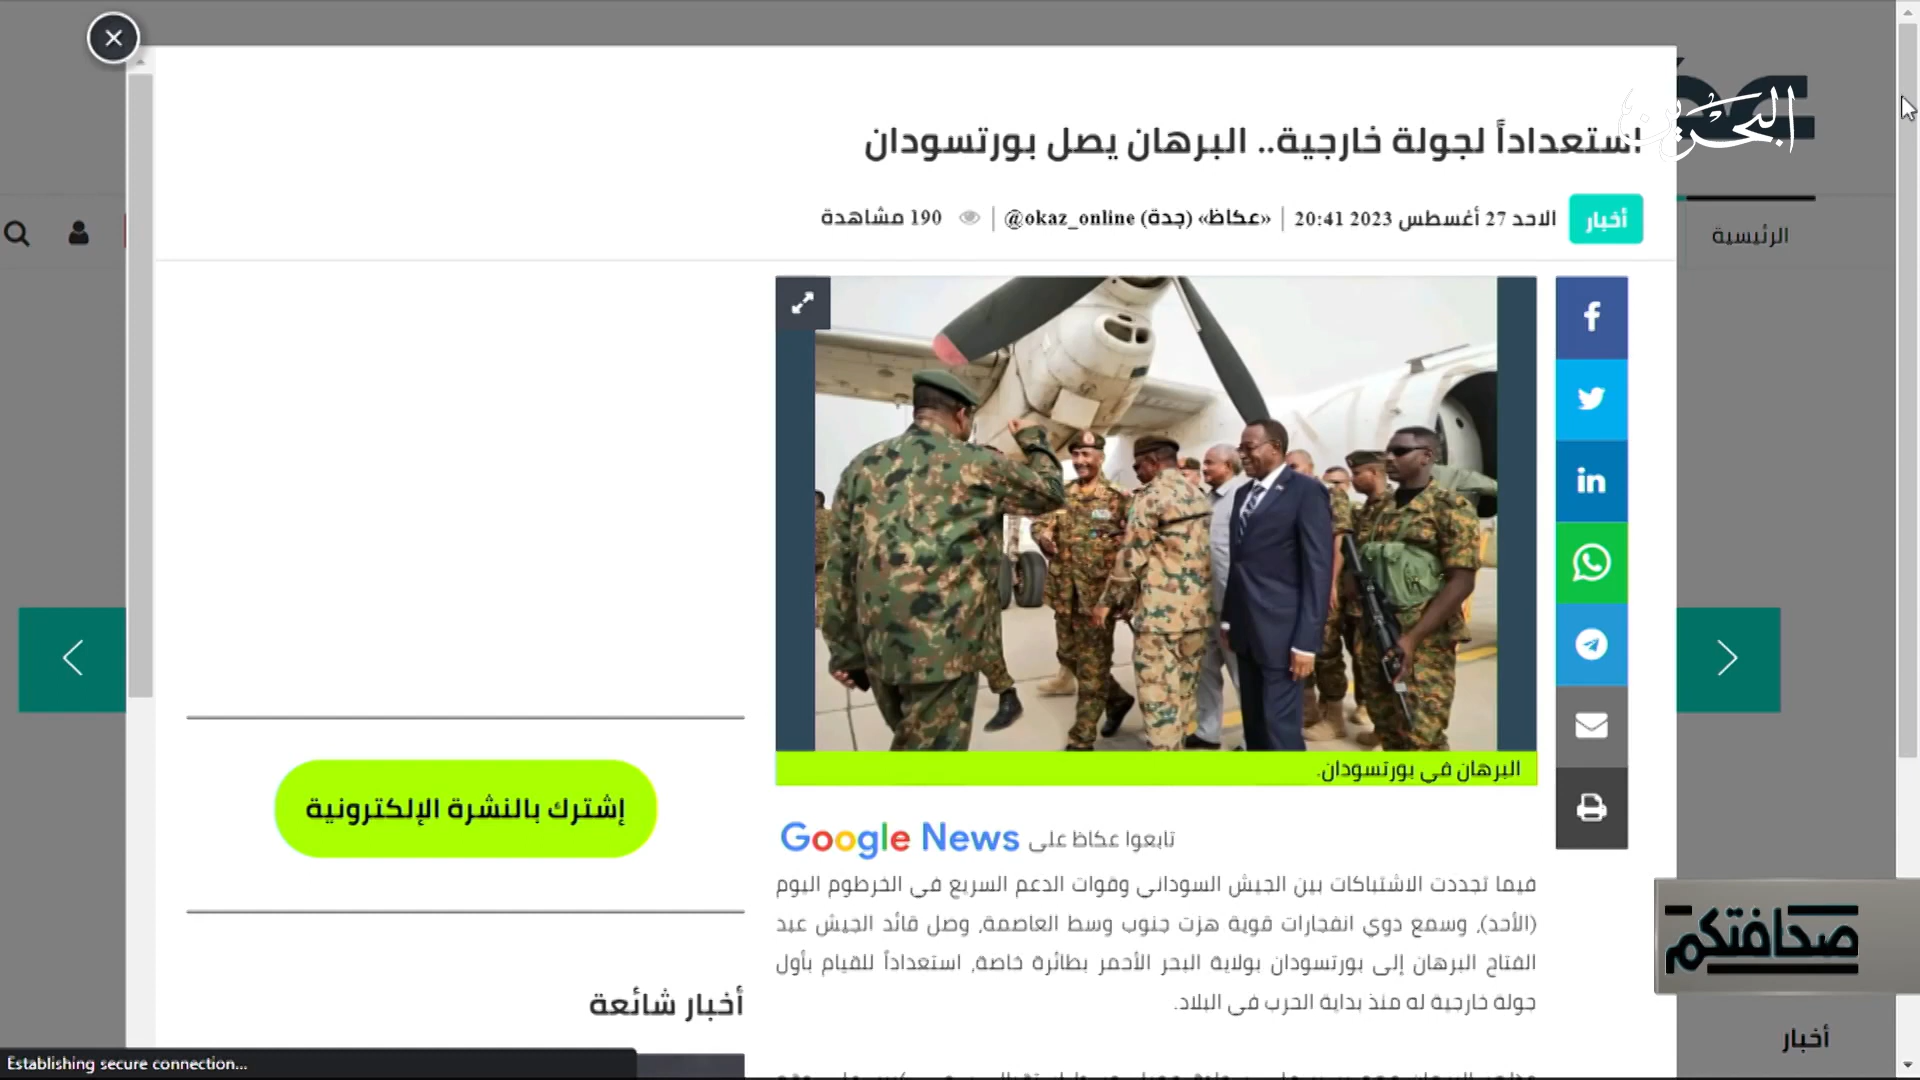 البحرين
استعداداً لجولة خارجية.. البرهان يصل بورتسودان
أخبار
الاحد 27 أغسطس 2023 20:41 | «عكاظ» (جدة) okaz_online@ | 190 مشاهدة
الرئيسية
البرهان في بورتسودان.
تابعوا عكاظ على Google News
فيما تجددت الاشتباكات بين الجيش السوداني وقوات الدعم السريع في الخرطوم اليوم
(الأحد)، وسمع دوي انفجارات قوية هزت جنوب وسط العاصمة، وصل قائد الجيش عبد
الفتاح البرهان إلى بورتسودان بولاية البحر الأحمر بطائرة خاصة، استعداداً للقيام بأول
جولة خارجية له منذ بداية الحرب في البلاد.
إشترك بالنشرة الإلكترونية
أخبار شائعة
صحافتكم
أخبار
Establishing secure connection...